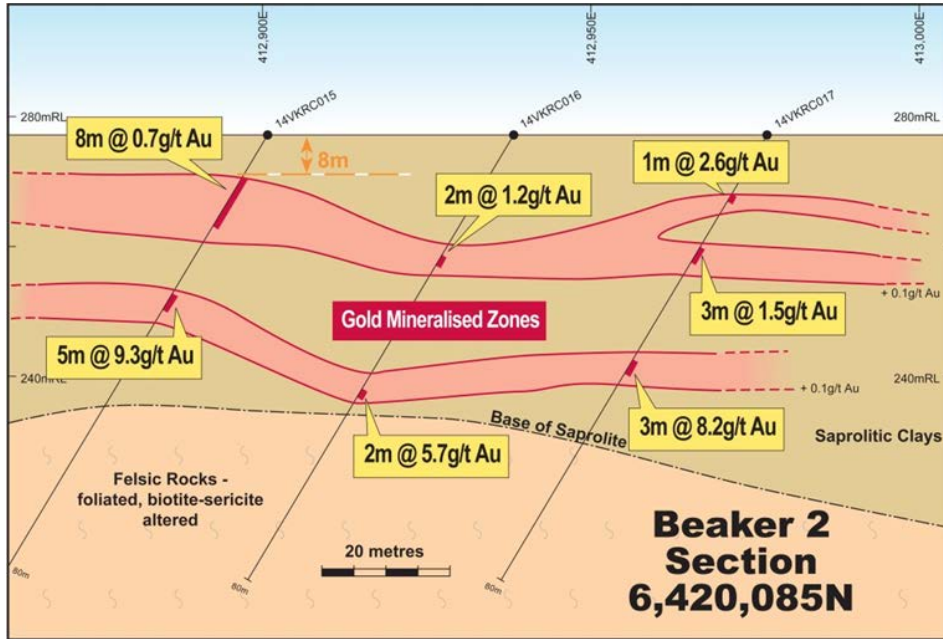 412,900E
412,950E
413,000E
280mRL
14VKRC015
14VKRC016
14VKRC017
280mRL
8m @ 0.7g/t Au
8m
2m @ 1.2g/t Au
1m @ 2.6g/t Au
+ 0.1g/t Au
Gold Mineralised Zones
3m @ 1.5g/t Au
5m @ 9.3g/t Au
240mRL
240mRL
+ 0.1g/t Au
Base of Saprolite
3m @ 8.2g/t Au
Saprolitic Clays
2m @ 5.7g/t Au
Felsic Rocks -
foliated, biotite-sericite
altered
20 metres
80m
80m
80m
Beaker 2
Section
6,420,085N